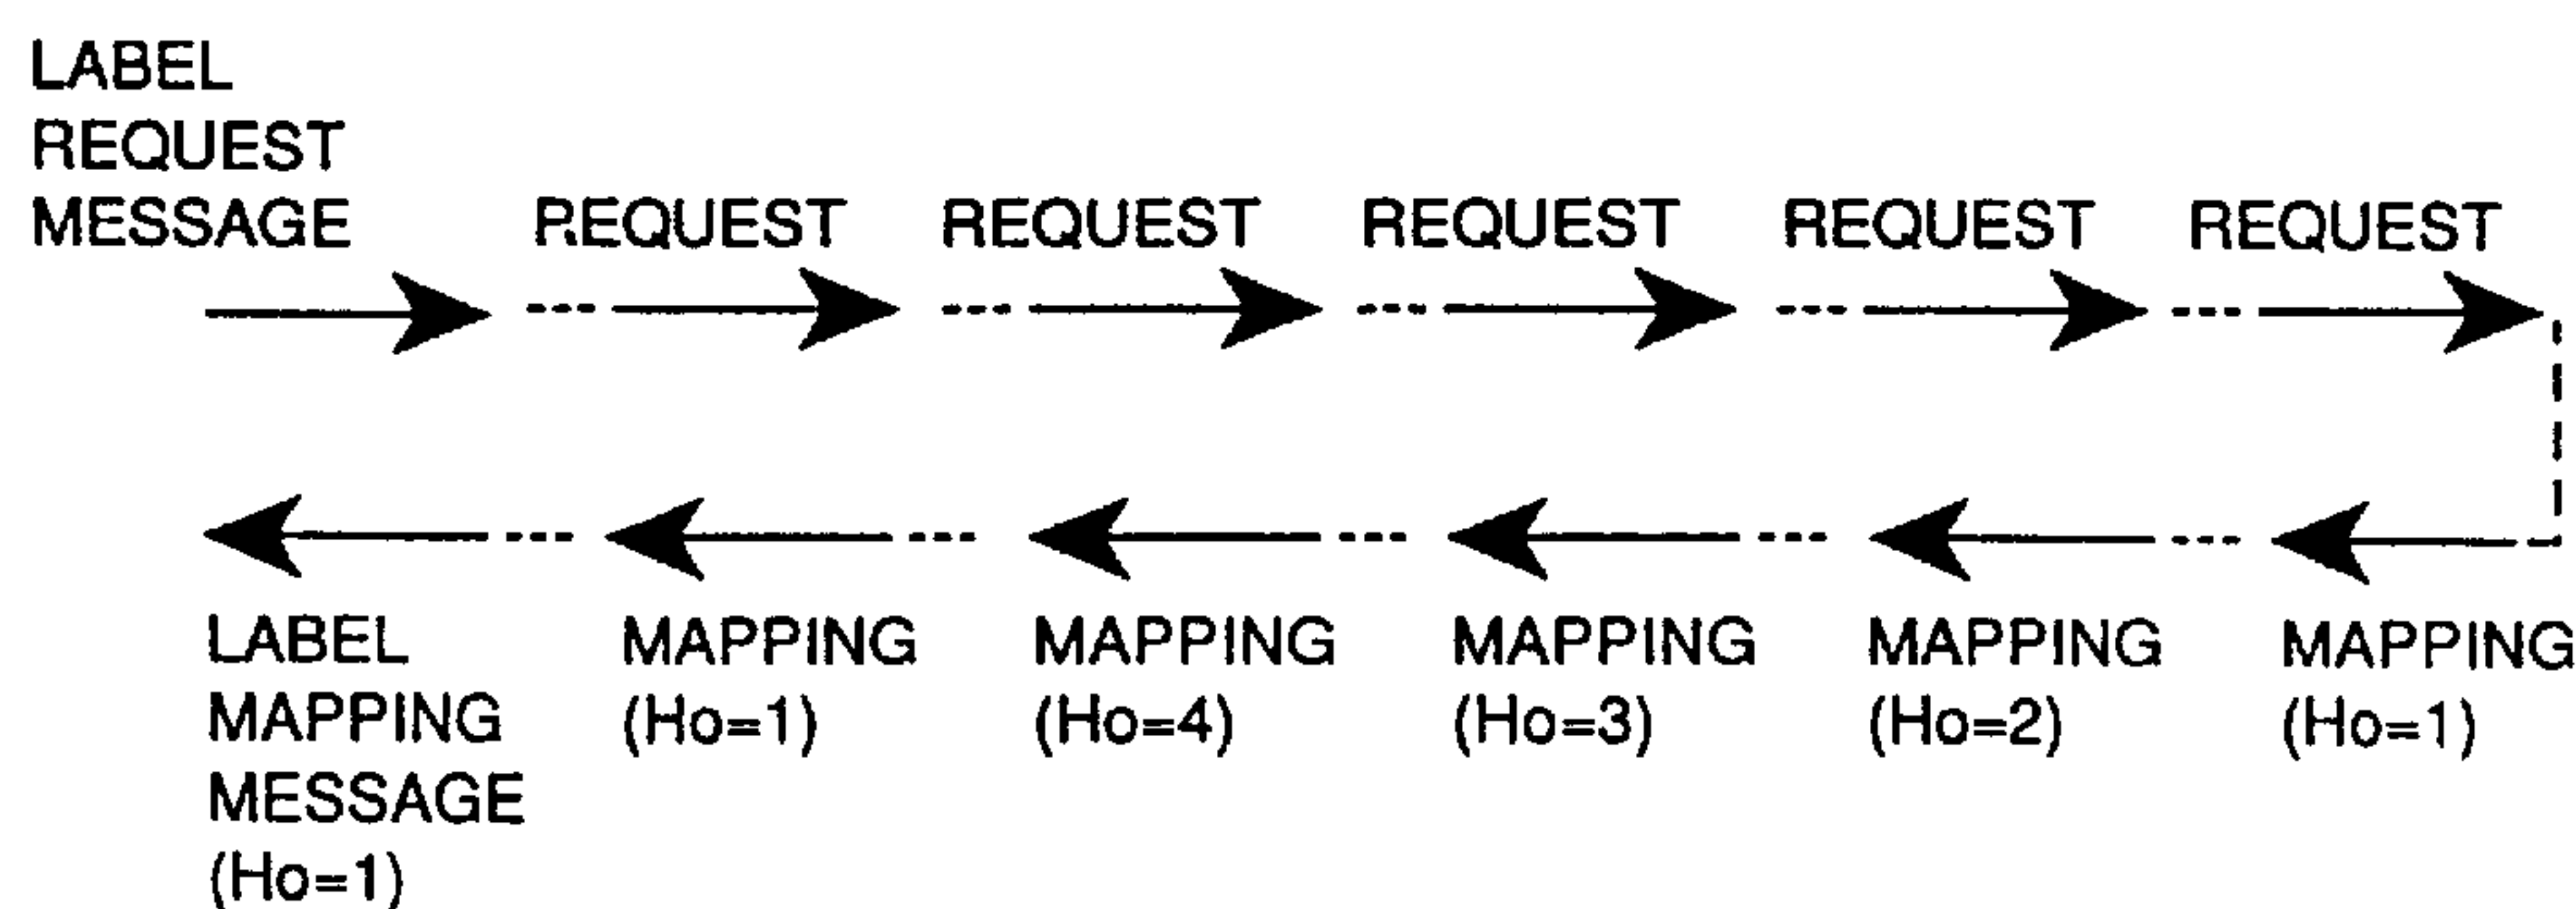 LABEL
REQUEST
MESSAGE
REQUEST
REQUEST
REQUEST
REQUEST
REQUEST
LABEL
MAPPING
MESSAGE
(Ho=1)
MAPPING
(Ho=1)
MAPPING
(Ho=4)
MAPPING
(Ho=3)
MAPPING
(Ho=2)
MAPPING
(Ho=1)